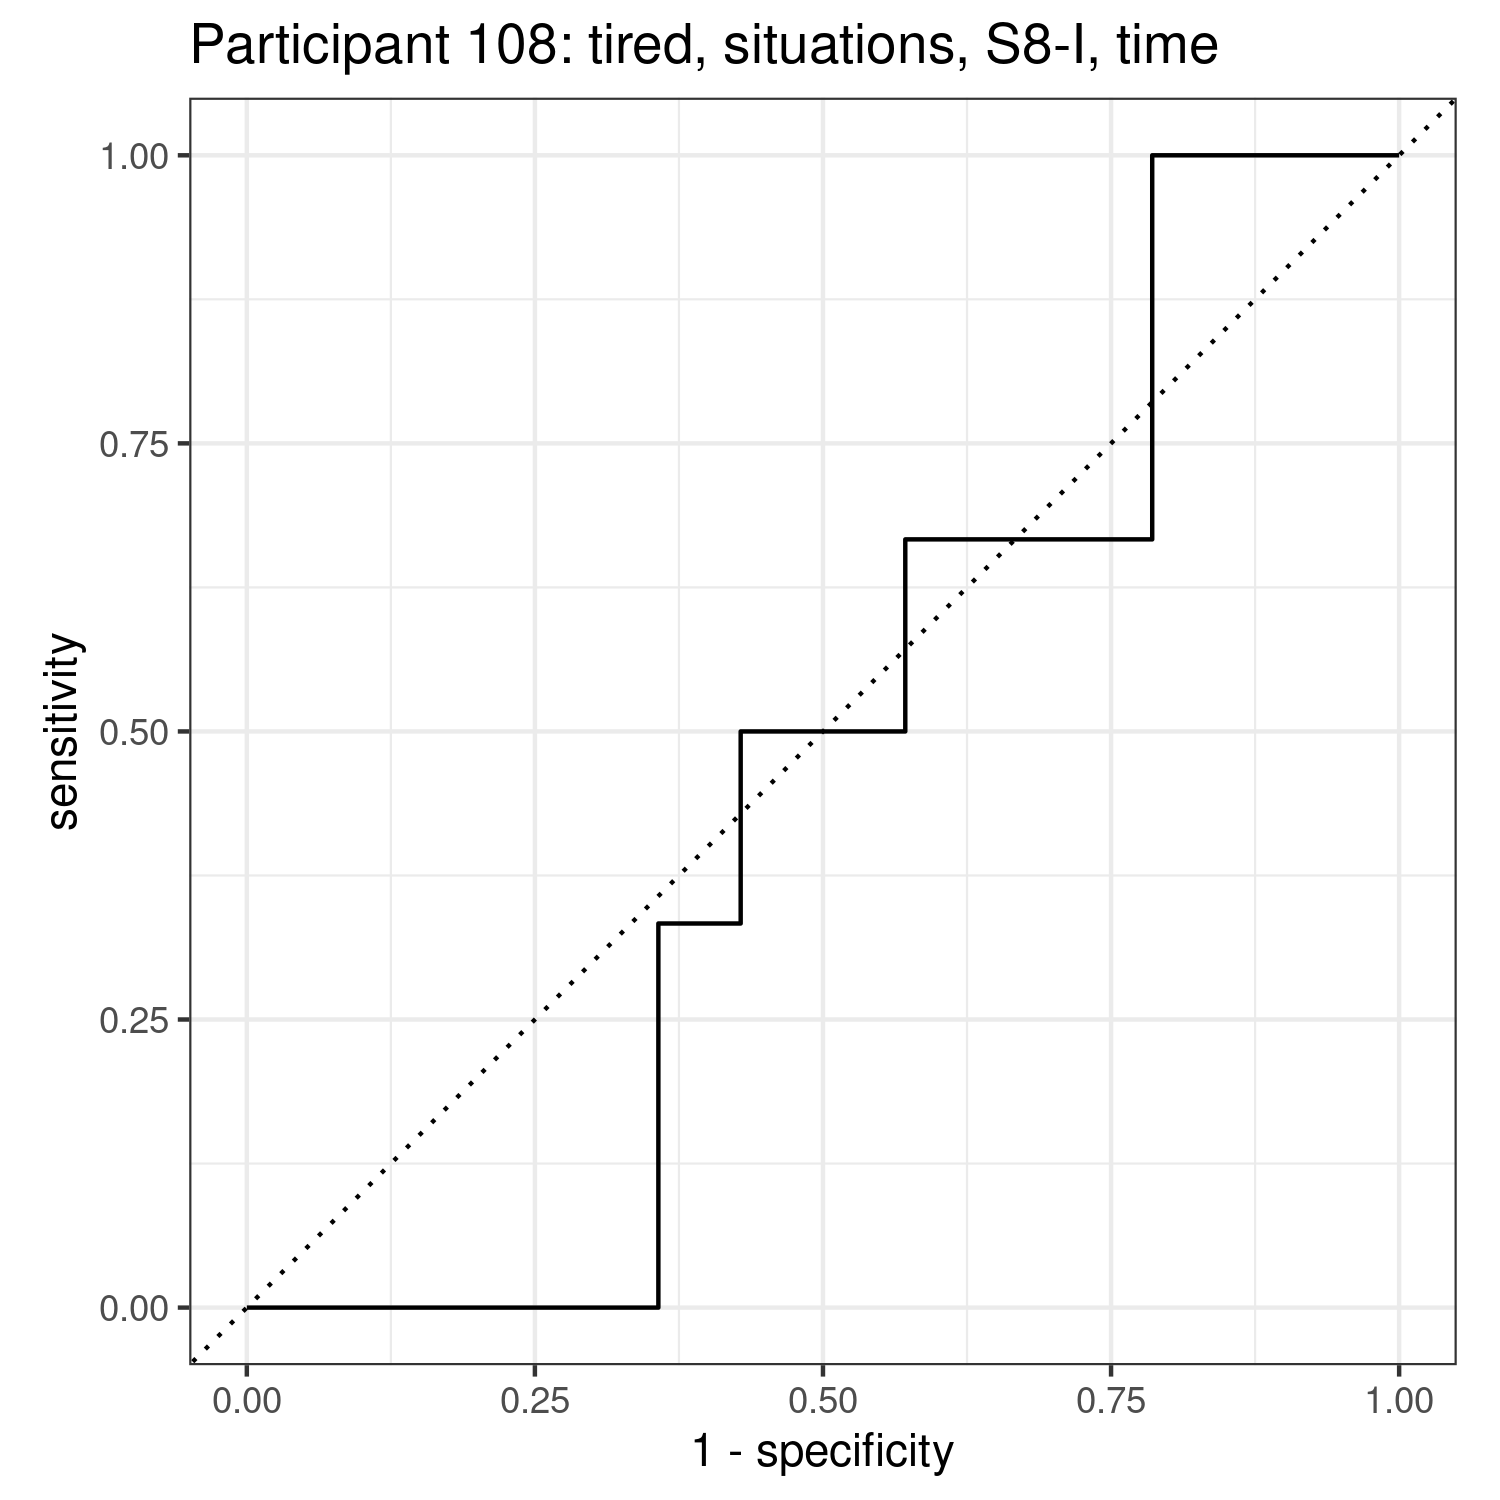 Participant 108: tired, situations, S8-I, time
1.00
0.75
0.50
0.25
0.00
sensitivity
0.00 0.25 0.50 0.75 1.00
1 - specificity